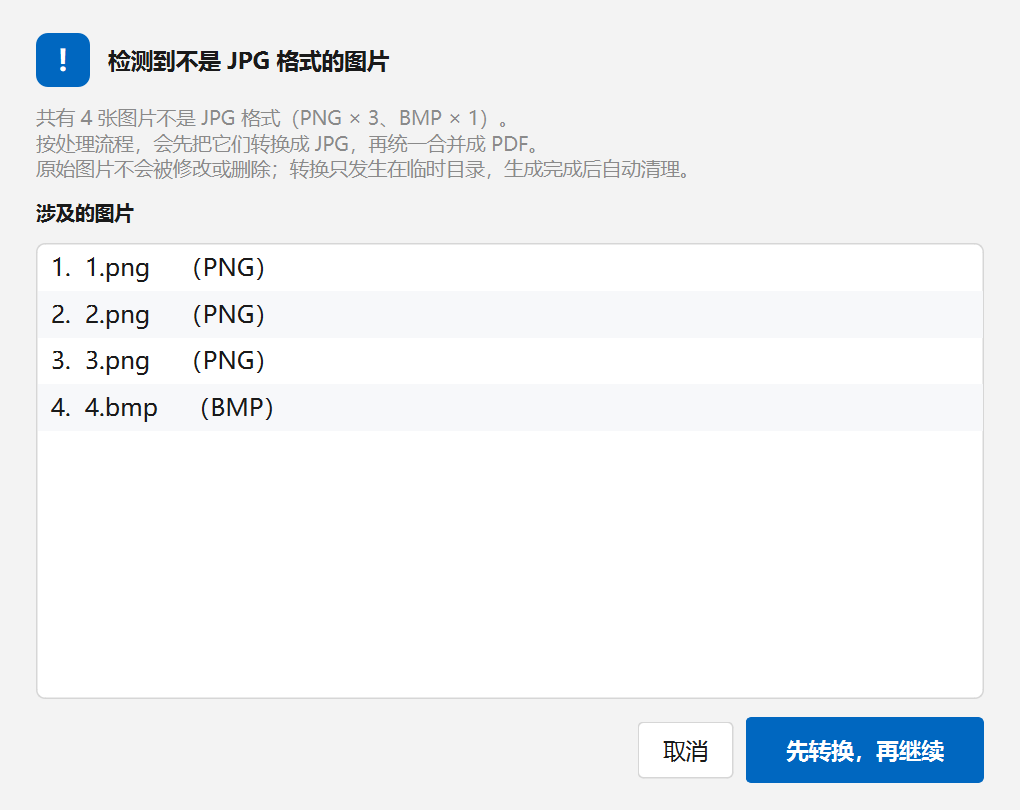 !
检测到不是 JPG 格式的图片
共有 4 张图片不是 JPG 格式（PNG × 3、BMP × 1）。
按处理流程，会先把它们转换成 JPG，再统一合并成 PDF。
原始图片不会被修改或删除；转换只发生在临时目录，生成完成后自动清理。
涉及的图片
1. 1.png （PNG）
2. 2.png （PNG）
3. 3.png （PNG）
4. 4.bmp （BMP）
取消
先转换，再继续